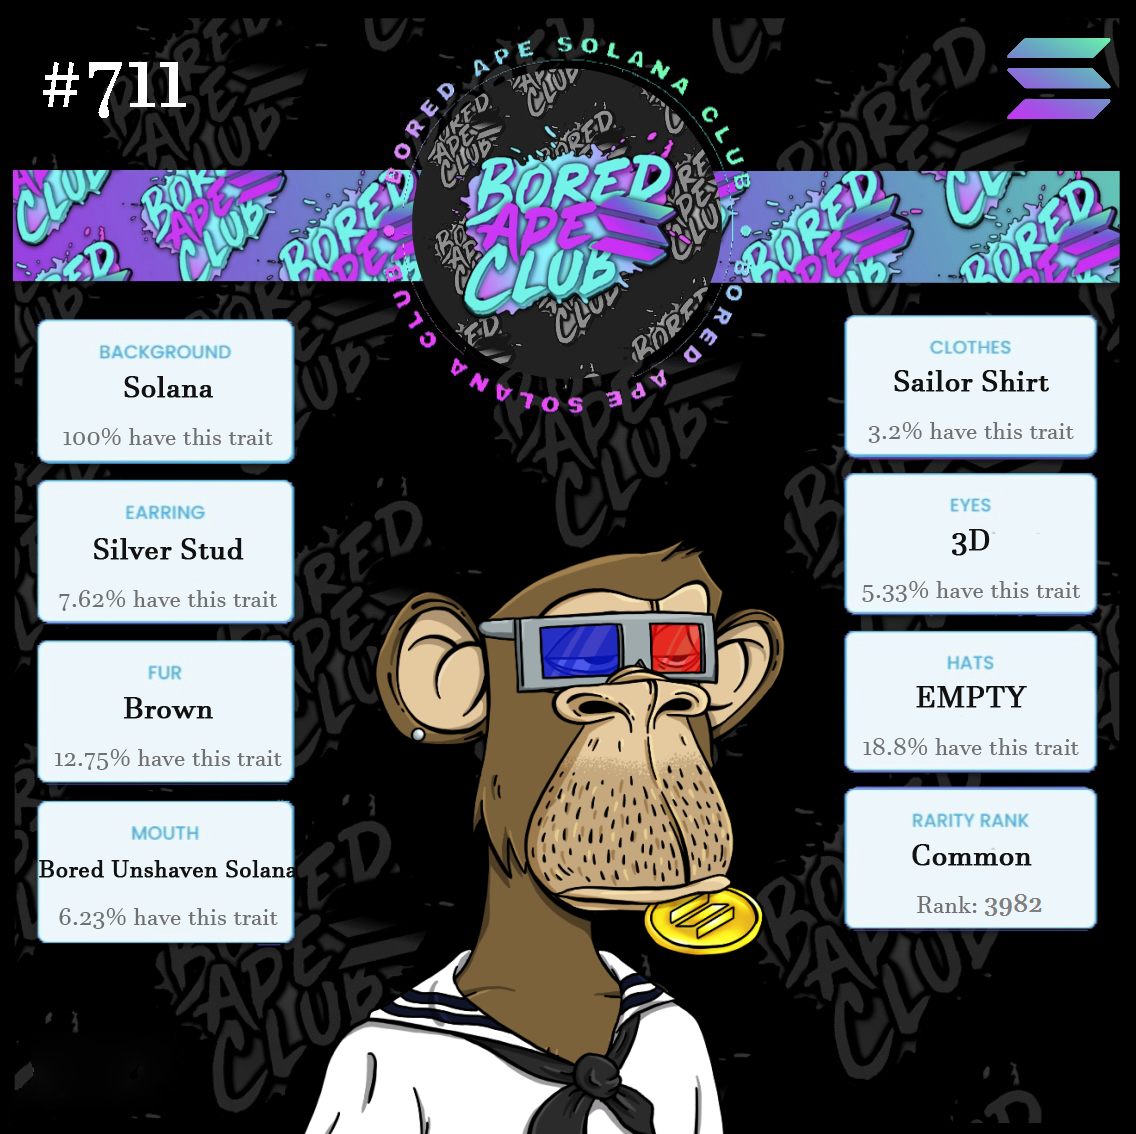 #711
BORED APE SOLANA CLUB
BORED
APE
CLUB
BORED APE SOLANA CLUB
BACKGROUND
Solana
100% have this trait
EARRING
Silver Stud
7.62% have this trait
FUR
Brown
12.75% have this trait
MOUTH
Bored Unshaven Solana
6.23% have this trait
CLOTHES
Sailor Shirt
3.2% have this trait
EYES
3D
5.33% have this trait
HATS
EMPTY
18.8% have this trait
RARITY RANK
Common
Rank: 3982